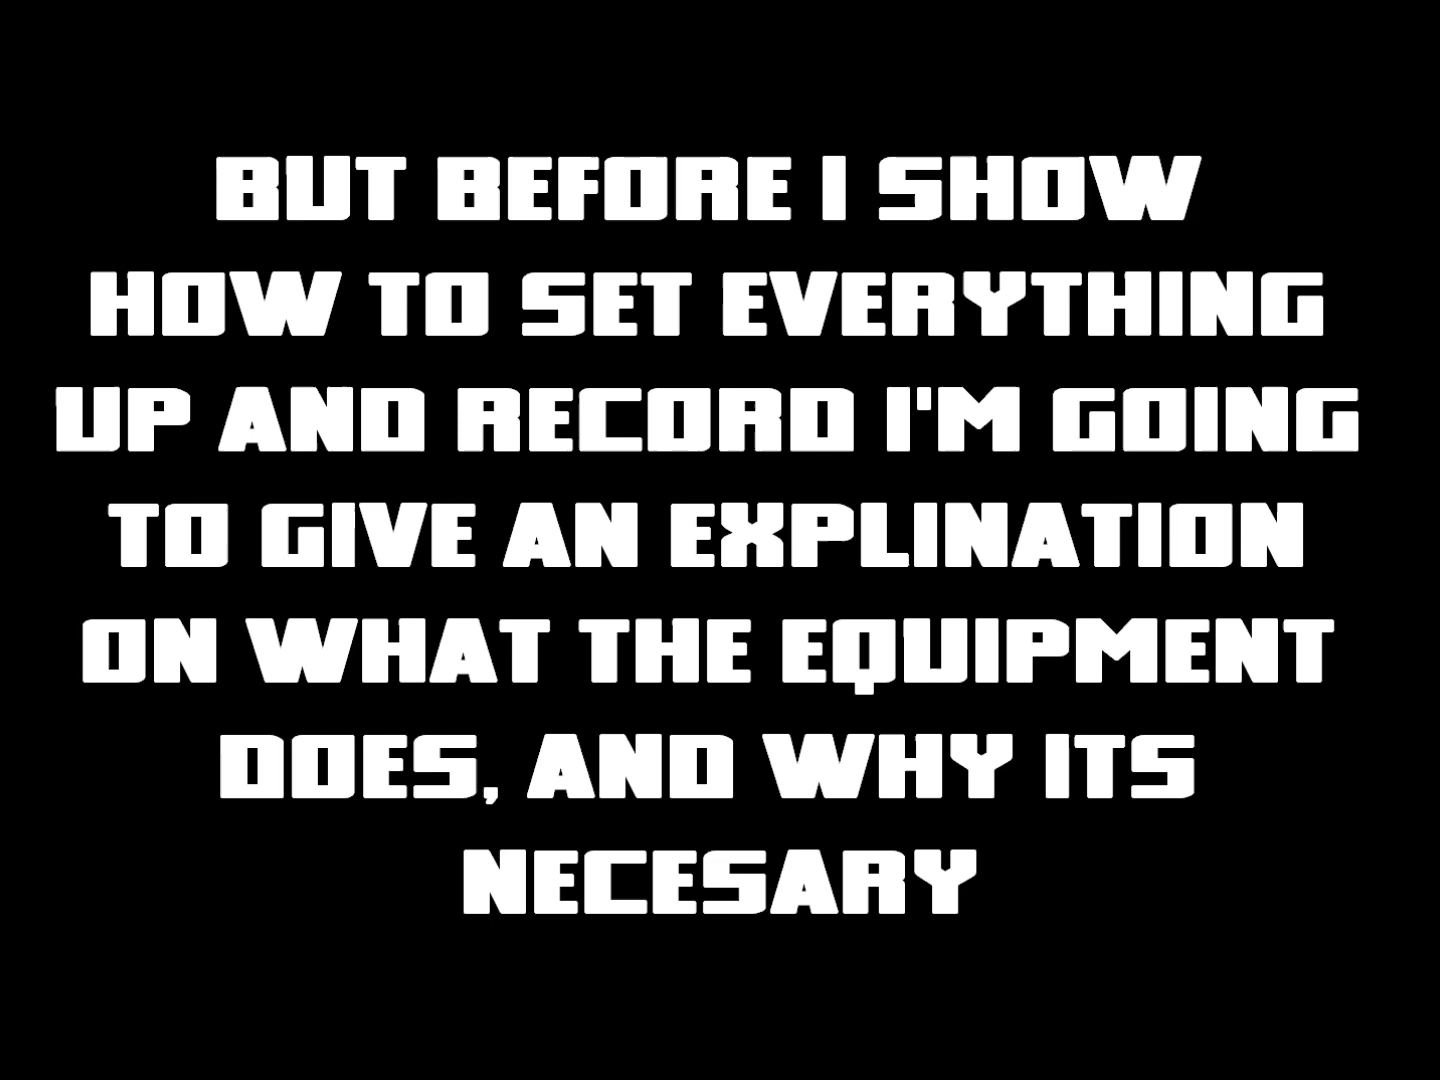 BUT BEFORE I SHOW
HOW TO SET EVERYTHING
UP AND RECORD I'M GOING
TO GIVE AN EXPLINATION
ON WHAT THE EQUIPMENT
DOES, AND WHY ITS
NECESARY